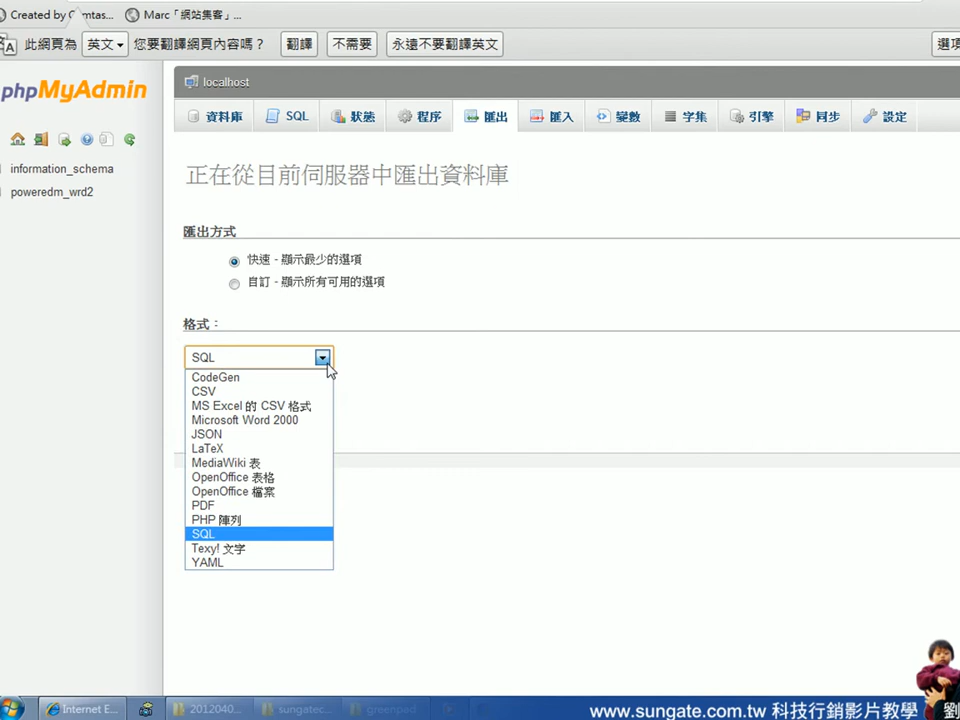 Created by Camtas...
Marc「網站集客」...
此網頁為 英文 您要翻譯網頁內容嗎？ 翻譯 不需要 永遠不要翻譯英文 選項
phpMyAdmin
localhost
資料庫 SQL 狀態 程序 匯出 匯入 變數 字集 引擎 同步 設定
information_schema
poweredm_wrd2
正在從目前伺服器中匯出資料庫
匯出方式
快速 - 顯示最少的選項
自訂 - 顯示所有可用的選項
格式：
SQL
CodeGen
CSV
MS Excel 的 CSV 格式
Microsoft Word 2000
JSON
LaTeX
MediaWiki 表
OpenOffice 表格
OpenOffice 檔案
PDF
PHP 陣列
SQL
Texy! 文字
YAML
Internet E...
2012040...
sungatec...
greenpad
www.sungate.com.tw 科技行銷影片教學 劉